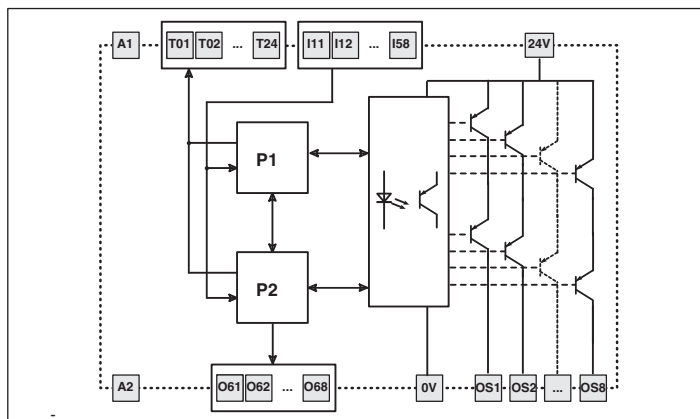 A1 T01 T02 ... T24 I11 I12 ... I58 24V
P1
P2
A2 O61 O62 ... O68 0V OS1 OS2 ... OS8
-